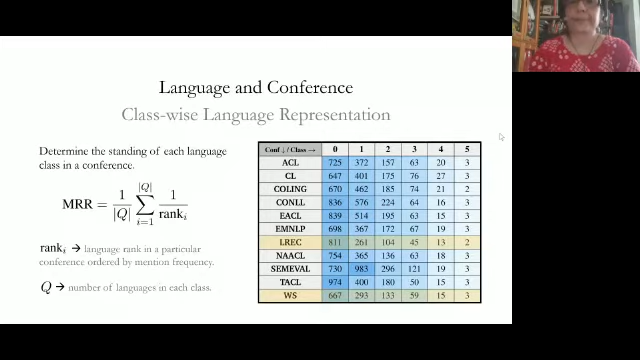 Language and Conference
Class-wise Language Representation
Determine the standing of each language
class in a conference.
MRR = 1/|Q| ∑ i=1 |Q| 1/rank i
rank i → language rank in a particular
conference ordered by mention frequency.
Q → number of languages in each class.
Conf ↓ / Class → 0 1 2 3 4 5
ACL 725 372 157 63 20 3
CL 647 401 175 76 27 3
COLING 670 462 185 74 21 2
CONLL 836 576 224 64 16 3
EACL 839 514 195 63 15 3
EMNLP 698 367 172 67 19 3
LREC 811 261 104 45 13 2
NAACL 754 365 136 63 18 3
SEMEVAL 730 983 296 121 19 3
TACL 974 400 180 50 15 3
WS 667 293 133 59 15 3